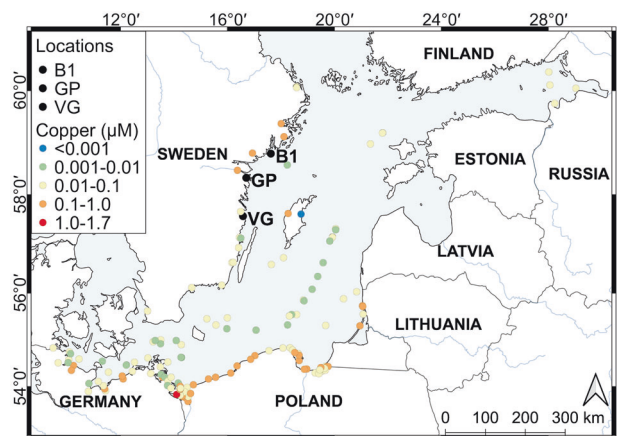 12°0' 16°0' 20°0' 24°0' 28°0'
Locations
B1
GP
VG
Copper (µM)
<0.001
0.001-0.01
0.01-0.1
0.1-1.0
1.0-1.7
60°0'
58°0'
56°0'
54°0'
FINLAND
SWEDEN
B1
GP
VG
ESTONIA
RUSSIA
LATVIA
LITHUANIA
GERMANY
POLAND
0 100 200 300 km